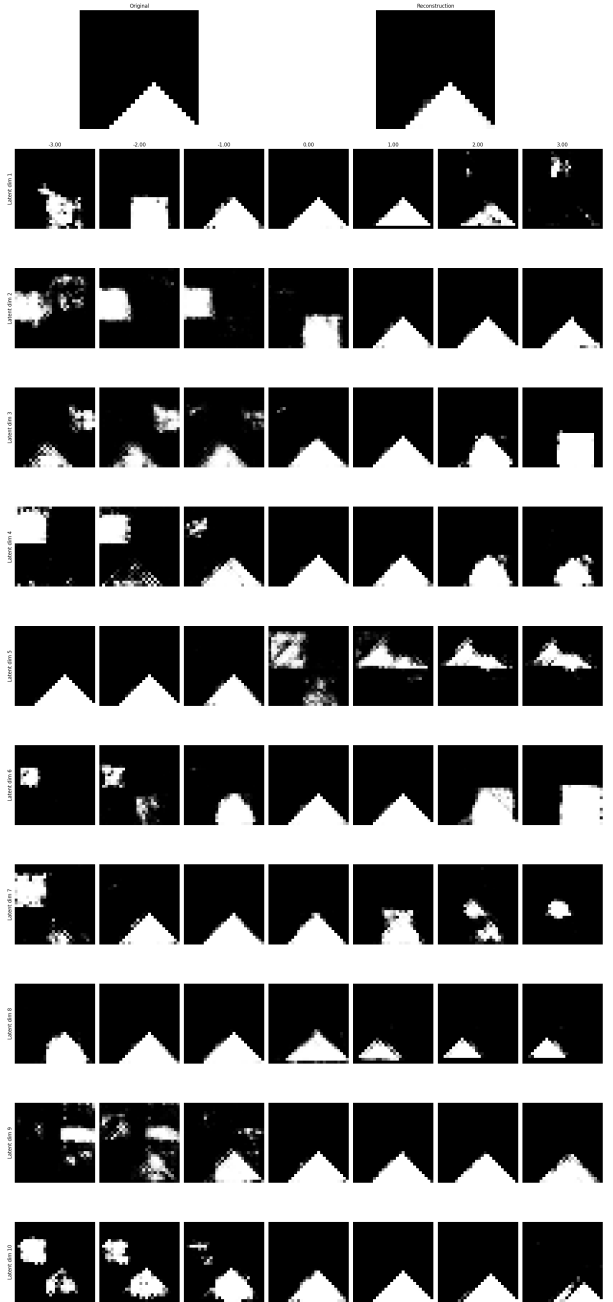 Original Reconstruction
-3.00 -2.00 -1.00 0.00 1.00 2.00 3.00
Latent dim 1
Latent dim 2
Latent dim 3
Latent dim 4
Latent dim 5
Latent dim 6
Latent dim 7
Latent dim 8
Latent dim 9
Latent dim 10